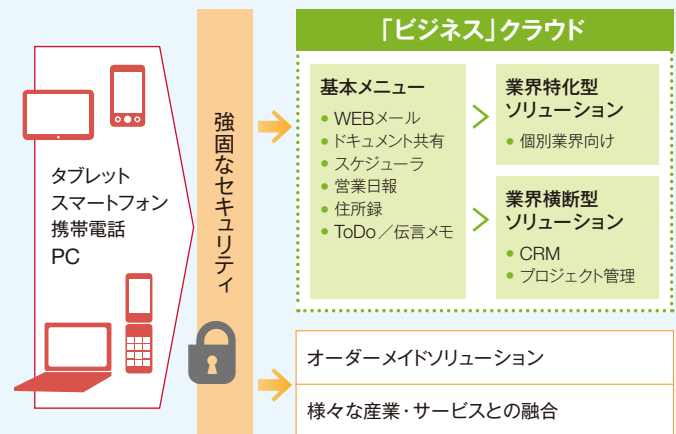 タブレット
スマートフォン
携帯電話
PC
強固なセキュリティ
「ビジネス」クラウド
基本メニュー
• WEBメール
• ドキュメント共有
• スケジューラ
• 営業日報
• 住所録
• ToDo／伝言メモ
業界特化型
ソリューション
• 個別業界向け
業界横断型
ソリューション
• CRM
• プロジェクト管理
オーダーメイドソリューション
様々な産業・サービスとの融合